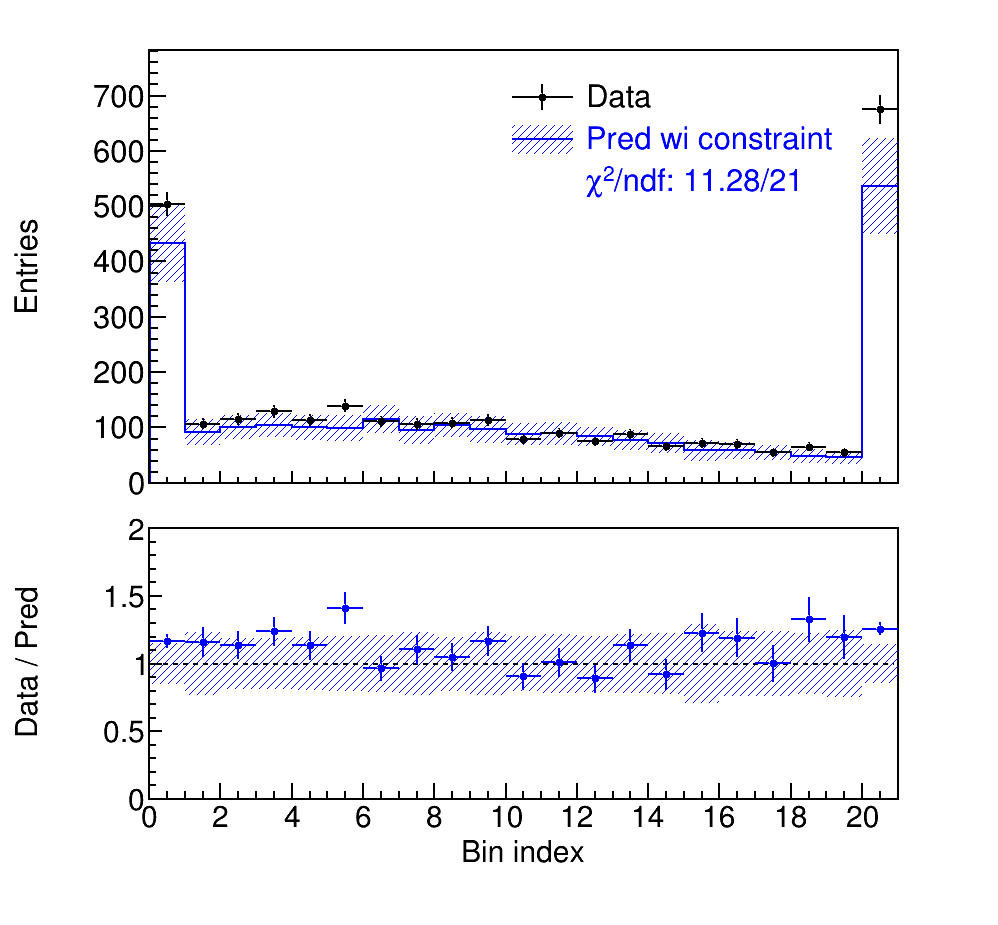 Data
Pred wi constraint
χ²/ndf: 11.28/21
Entries
700
600
500
400
300
200
100
0
Data / Pred
2
1.5
1
0.5
0
0 2 4 6 8 10 12 14 16 18 20
Bin index